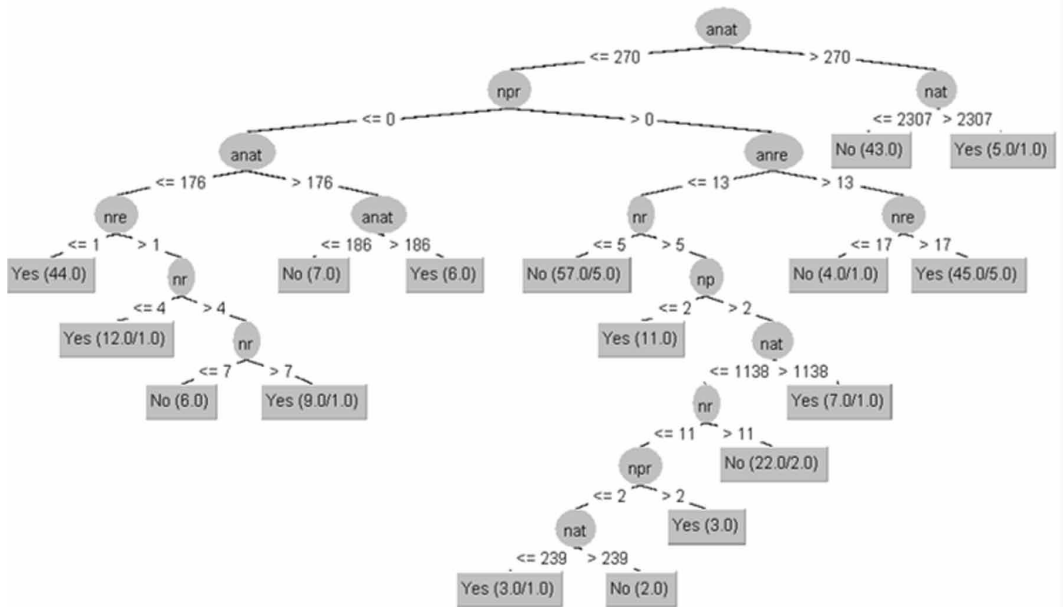 anat
<= 270 > 270
npr nat
<= 0 > 0 <= 2307 > 2307
anat anre No (43.0) Yes (5.0/1.0)
<= 176 > 176 <= 13 > 13
nre anat nr nre
<= 1 > 1 <= 186 > 186 <= 5 > 5 <= 17 > 17
Yes (44.0) nr No (7.0) Yes (6.0) No (57.0/5.0) np No (4.0/1.0) Yes (45.0/5.0)
<= 4 > 4 <= 2 > 2
Yes (12.0/1.0) nr Yes (11.0) nat
<= 7 > 7 <= 1138 > 1138
No (6.0) Yes (9.0/1.0) nr Yes (7.0/1.0)
<= 11 > 11
npr No (22.0/2.0)
<= 2 > 2
nat Yes (3.0)
<= 239 > 239
Yes (3.0/1.0) No (2.0)